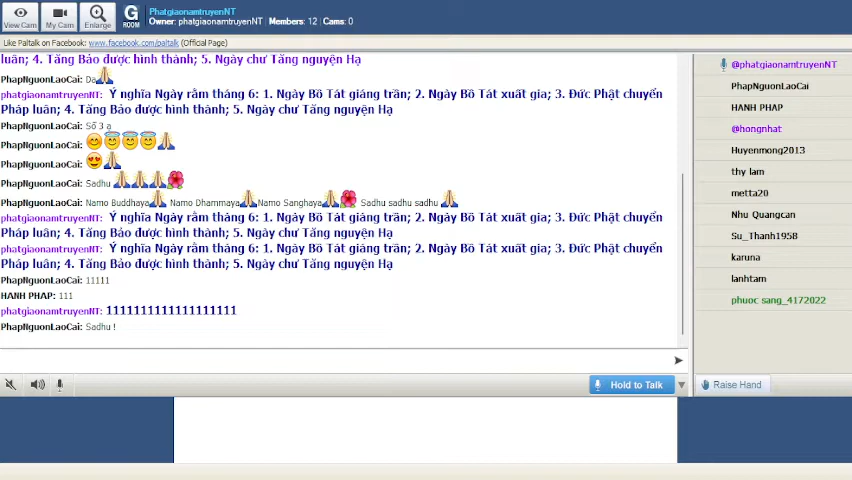 View Cam
My Cam
Enlarge
G
ROOM
PhatgiaonamtruyenNT
Owner: phatgiaonamtruyenNT | Members: 12 | Cams: 0
Like Paltalk on Facebook: www.facebook.com/paltalk (Official Page)
luân; 4. Tăng Bảo được hình thành; 5. Ngày chư Tăng nguyện Hạ
PhapNguonLaoCai: Dạ
phatgiaonamtruyenNT: Ý nghĩa Ngày rằm tháng 6: 1. Ngày Bồ Tát giáng trần; 2. Ngày Bồ Tát xuất gia; 3. Đức Phật chuyển
Pháp luân; 4. Tăng Bảo được hình thành; 5. Ngày chư Tăng nguyện Hạ
PhapNguonLaoCai: Số 3 ạ
PhapNguonLaoCai:
PhapNguonLaoCai:
PhapNguonLaoCai: Sadhu
PhapNguonLaoCai: Namo Buddhaya Namo Dhammaya Namo Sanghaya Sadhu sadhu sadhu
phatgiaonamtruyenNT: Ý nghĩa Ngày rằm tháng 6: 1. Ngày Bồ Tát giáng trần; 2. Ngày Bồ Tát xuất gia; 3. Đức Phật chuyển
Pháp luân; 4. Tăng Bảo được hình thành; 5. Ngày chư Tăng nguyện Hạ
phatgiaonamtruyenNT: Ý nghĩa Ngày rằm tháng 6: 1. Ngày Bồ Tát giáng trần; 2. Ngày Bồ Tát xuất gia; 3. Đức Phật chuyển
Pháp luân; 4. Tăng Bảo được hình thành; 5. Ngày chư Tăng nguyện Hạ
PhapNguonLaoCai: 11111
HANH PHAP: 111
phatgiaonamtruyenNT: 1111111111111111111
PhapNguonLaoCai: Sadhu !
Hold to Talk
@phatgiaonamtruyenNT
PhapNguonLaoCai
HANH PHAP
@hongnhat
Huyenmong2013
thy lam
metta20
Nhu Quangcan
Su_Thanh1958
karuna
lanhtam
phuoc sang_4172022
Raise Hand